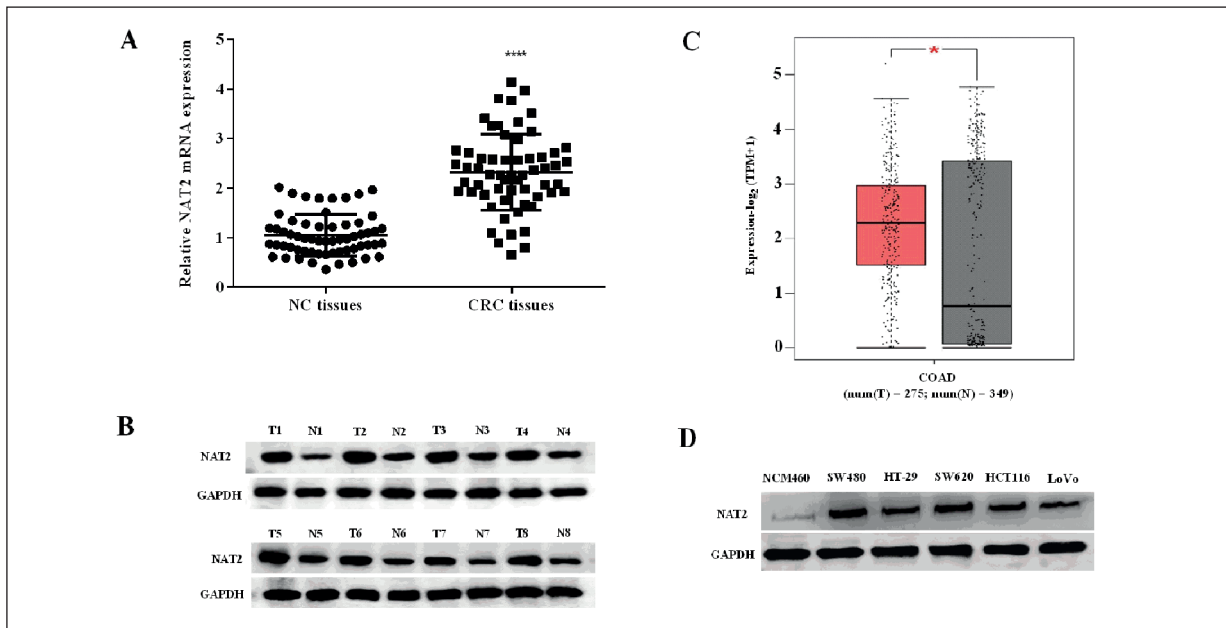 A
Relative NAT2 mRNA expression
5
4
3
2
1
0
****
NC tissues
CRC tissues
B
T1 N1 T2 N2 T3 N3 T4 N4
NAT2
GAPDH
T5 N5 T6 N6 T7 N7 T8 N8
NAT2
GAPDH
C
*
Expression-log2 (TPM+1)
5
4
3
2
1
0
COAD
(num(T) = 275; num(N) = 349)
D
NCM460 SW480 HT-29 SW620 HCT116 LoVo
NAT2
GAPDH